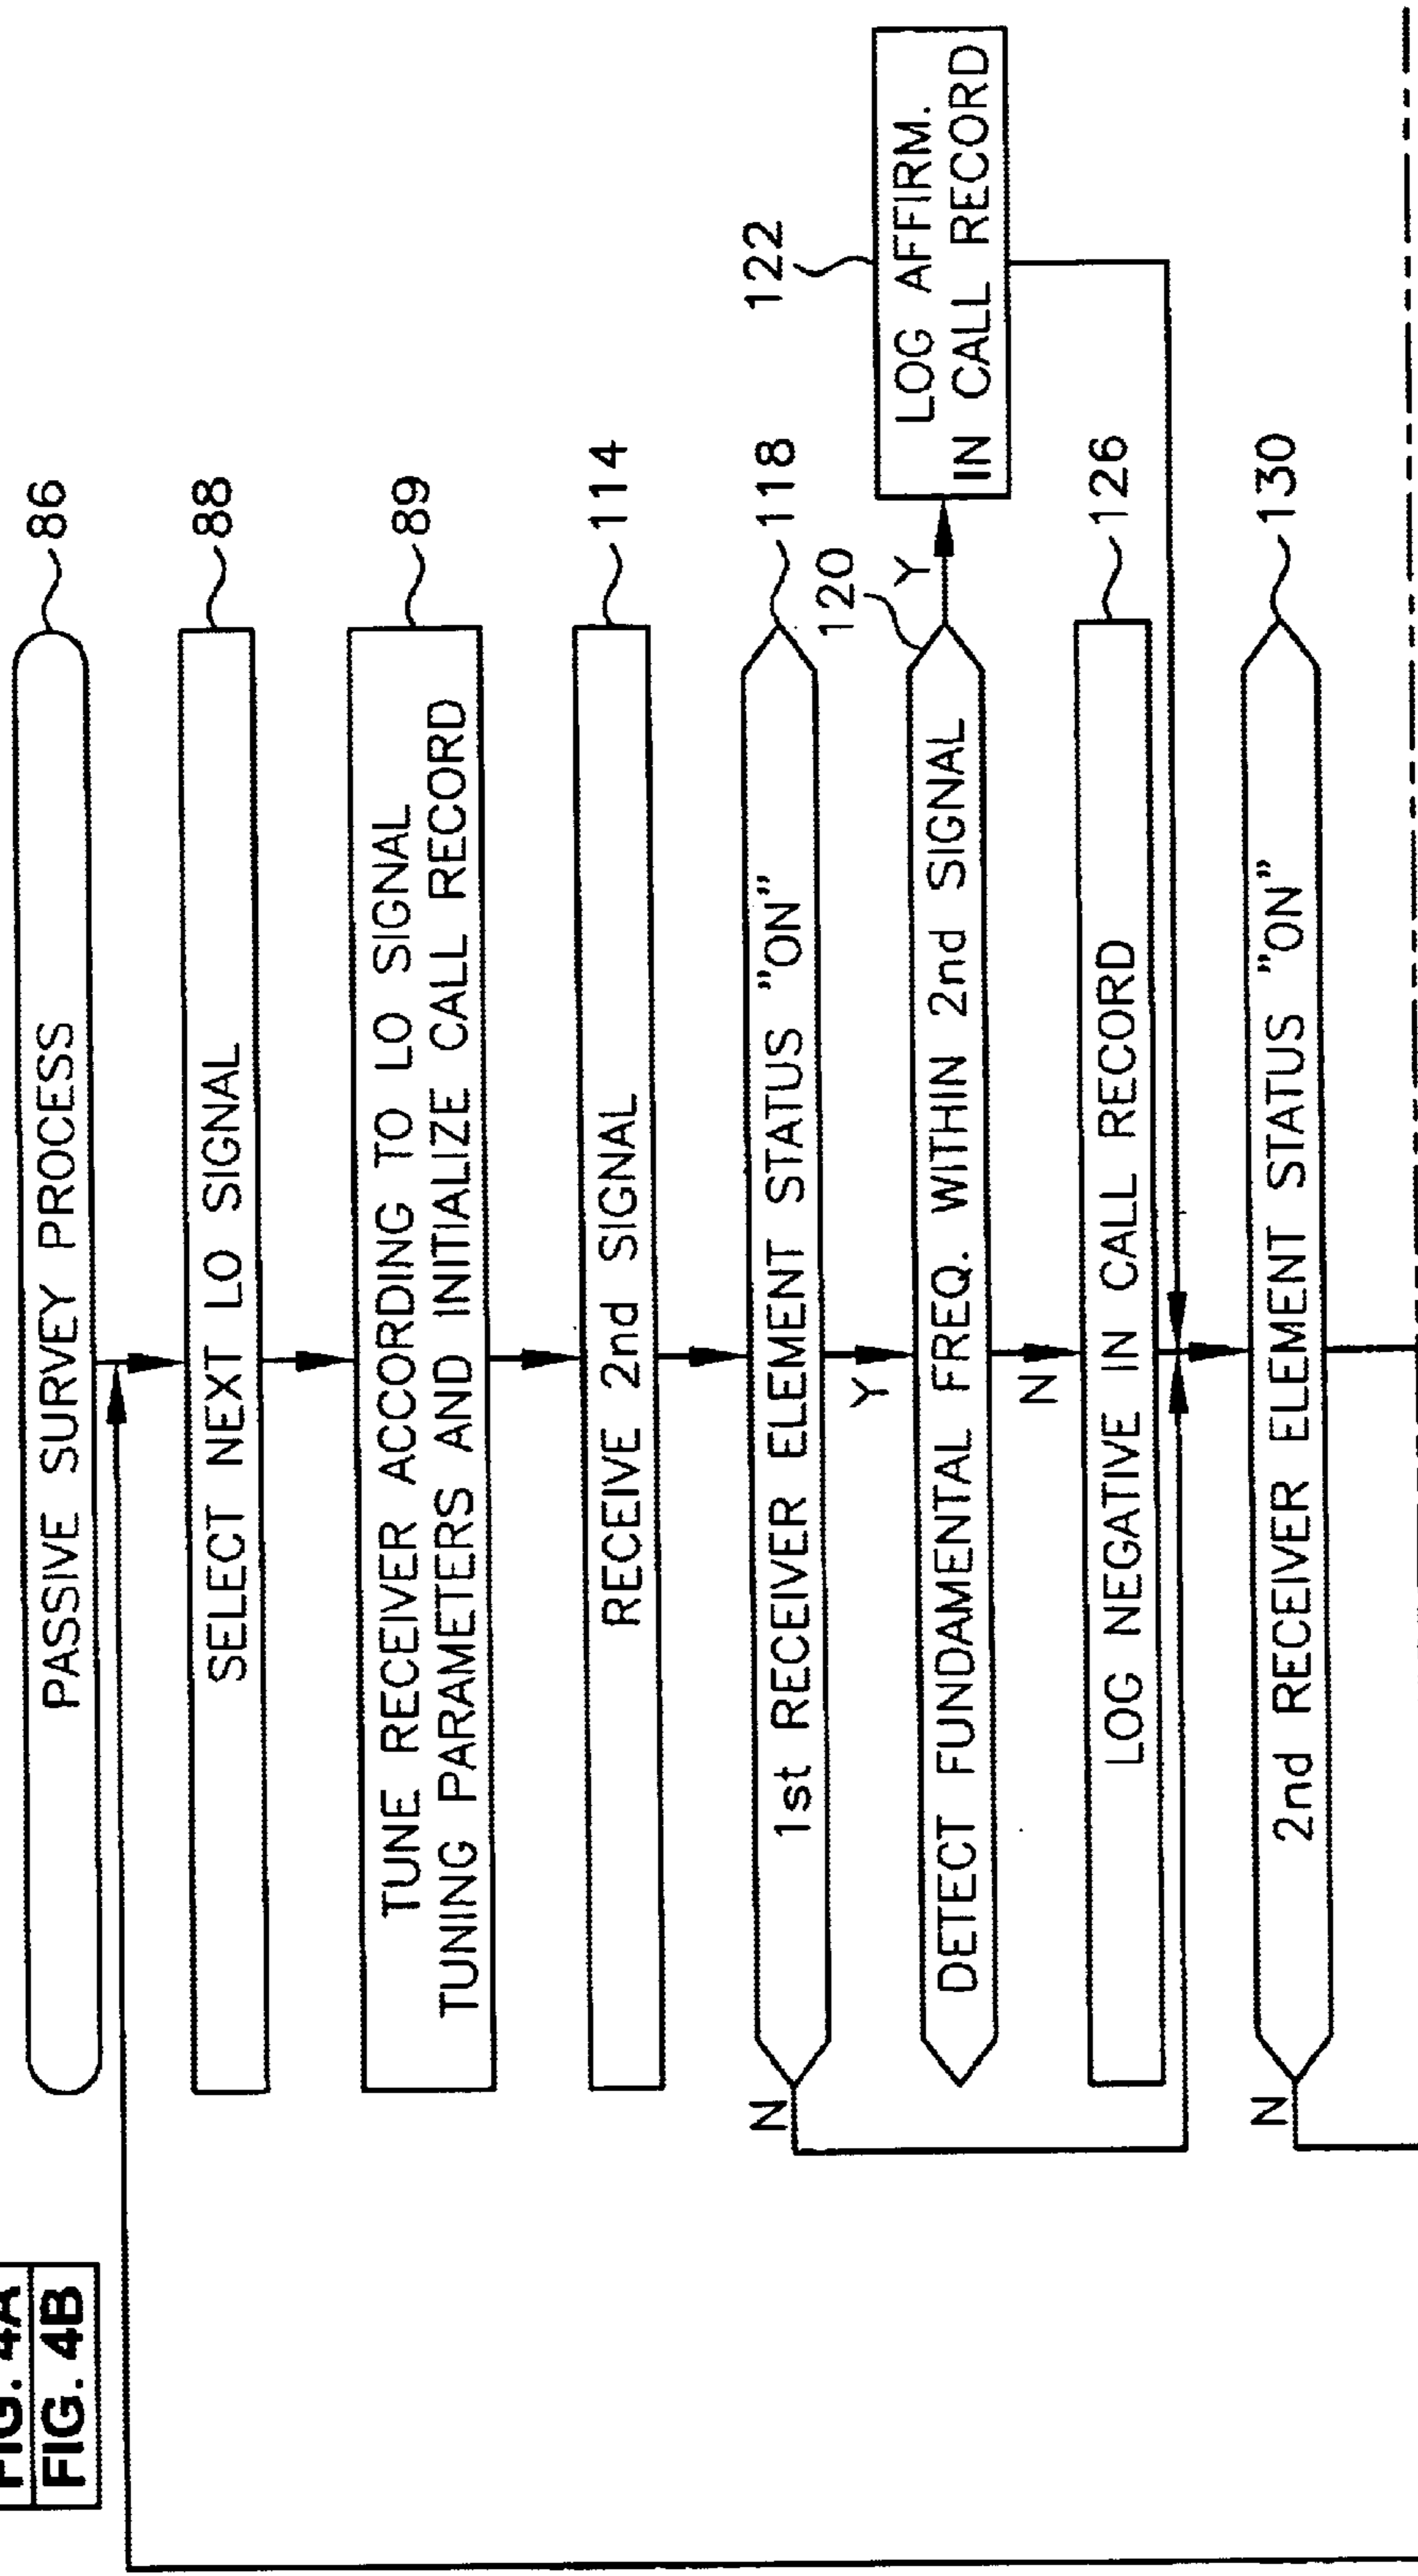 FIG. 4A
FIG. 4B
PASSIVE SURVEY PROCESS
86
SELECT NEXT LO SIGNAL
88
TUNE RECEIVER ACCORDING TO LO SIGNAL
TUNING PARAMETERS AND INITIALIZE CALL RECORD
89
RECEIVE 2nd SIGNAL
114
1st RECEIVER ELEMENT STATUS "ON"
118
N
Y
DETECT FUNDAMENTAL FREQ. WITHIN 2nd SIGNAL
120
Y
LOG AFFIRM.
IN CALL RECORD
122
N
LOG NEGATIVE IN CALL RECORD
126
2nd RECEIVER ELEMENT STATUS "ON"
130
N